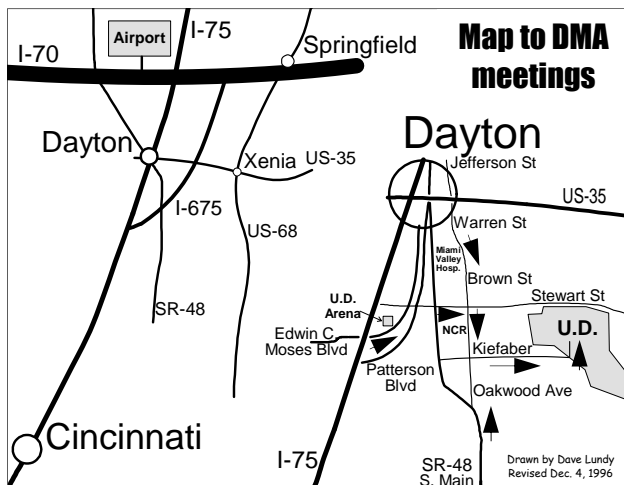 I-70
Airport
I-75
Springfield
Map to DMA
meetings
Dayton
Xenia
US-35
I-675
US-68
SR-48
Cincinnati
Dayton
Jefferson St
US-35
Warren St
Miami
Valley
Hosp.
Brown St
Stewart St
U.D.
Arena
NCR
U.D.
Edwin C.
Moses Blvd
Kiefaber
Patterson
Blvd
Oakwood Ave
I-75
SR-48
S. Main
Drawn by Dave Lundy
Revised Dec. 4, 1996